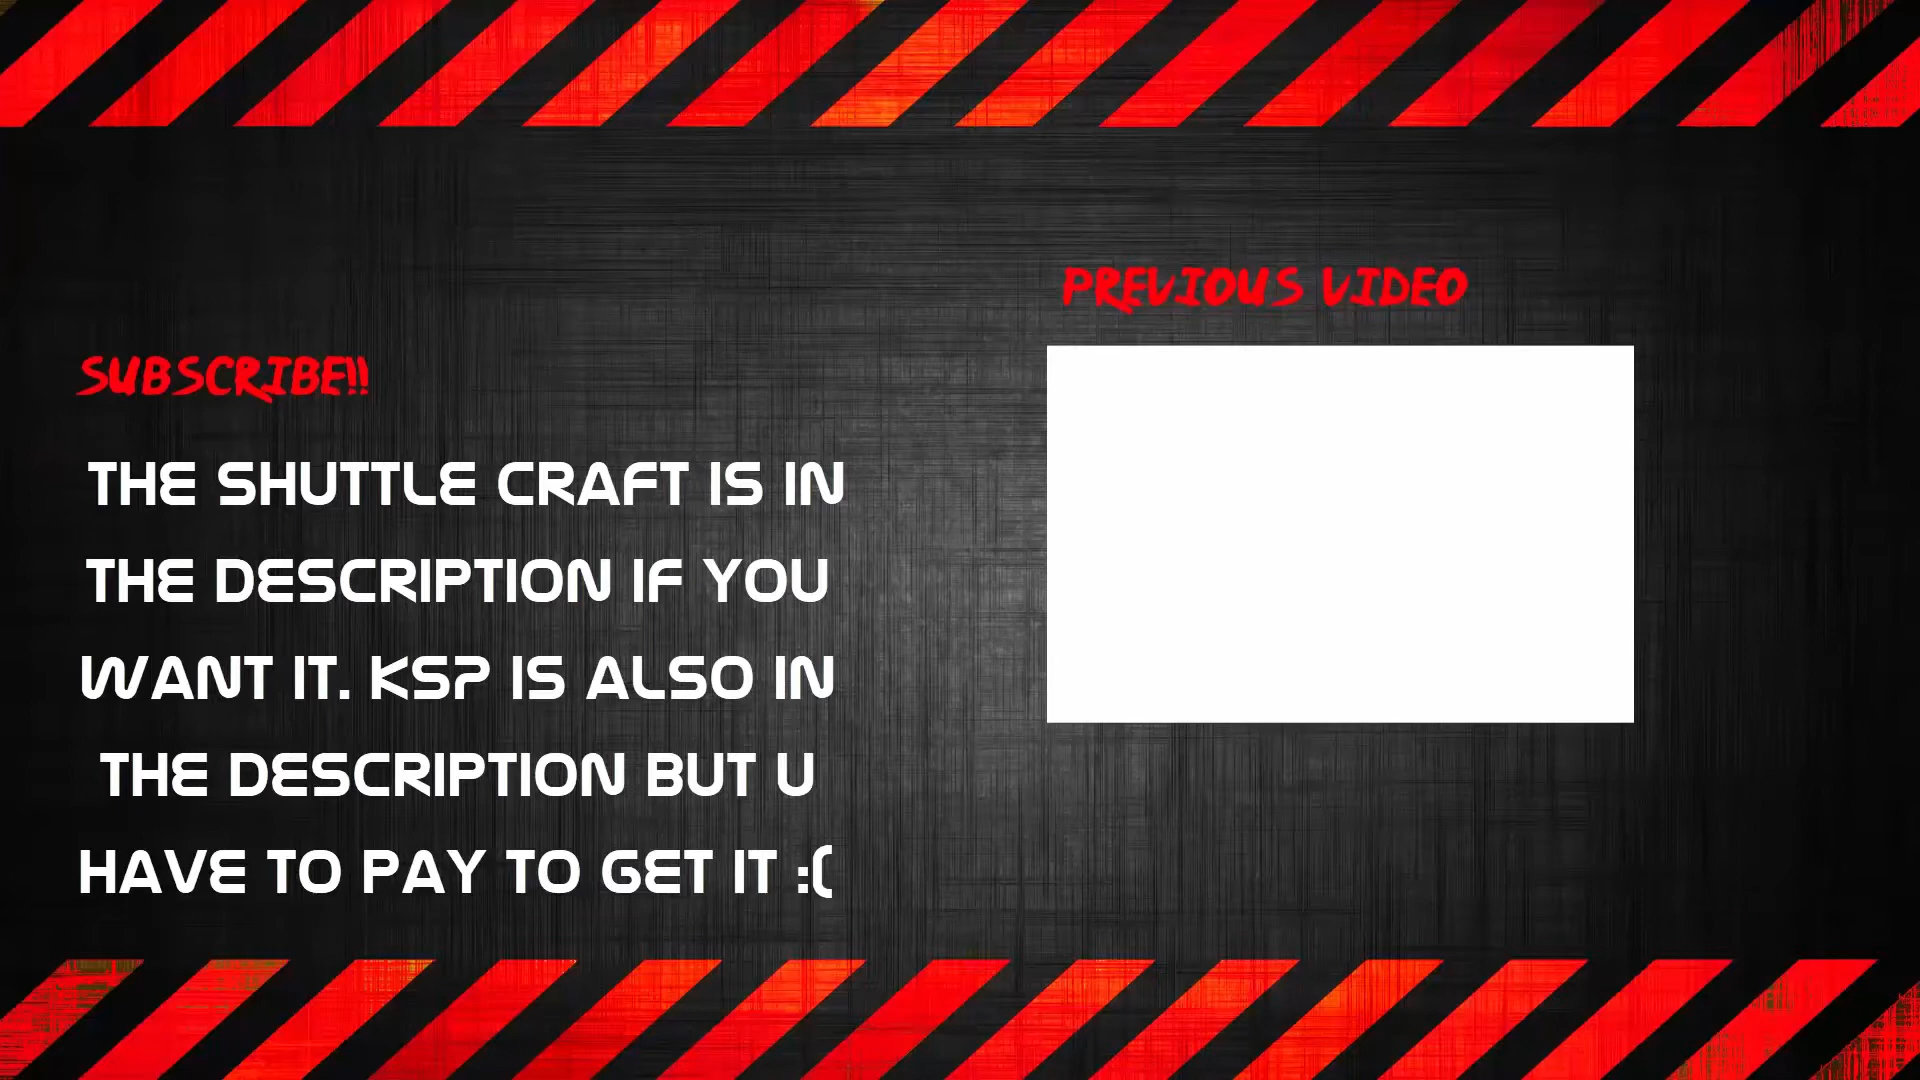 PREVIOUS VIDEO
SUBSCRIBE!!
THE SHUTTLE CRAFT IS IN
THE DESCRIPTION IF YOU
WANT IT. KSP IS ALSO IN
THE DESCRIPTION BUT U
HAVE TO PAY TO GET IT :(